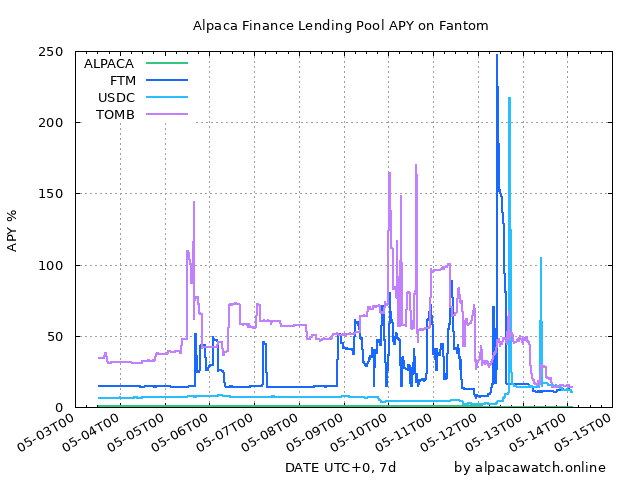 Alpaca Finance Lending Pool APY on Fantom
250
200
150
100
50
0
APY %
ALPACA
FTM
USDC
TOMB
05-03T00
05-04T00
05-05T00
05-06T00
05-07T00
05-08T00
05-09T00
05-10T00
05-11T00
05-12T00
05-13T00
05-14T00
05-15T00
DATE UTC+0, 7d
by alpacawatch.online